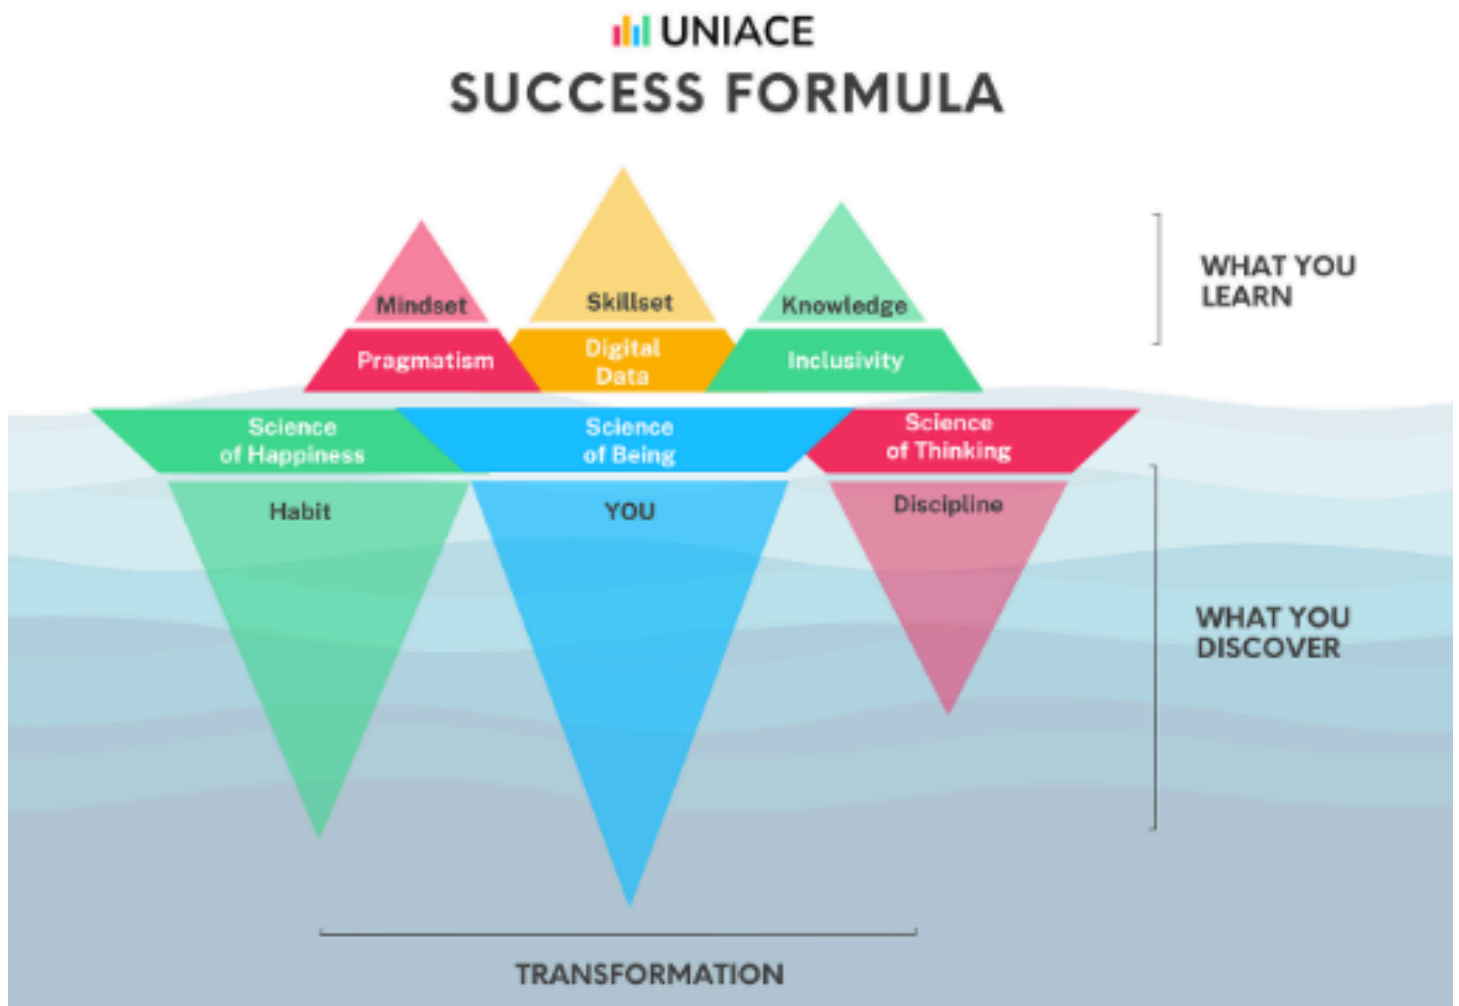 UNIACE
SUCCESS FORMULA
Mindset
Skillset
Knowledge
WHAT YOU
LEARN
Pragmatism
Digital
Data
Inclusivity
Science
of Happiness
Science
of Being
Science
of Thinking
Habit
YOU
Discipline
WHAT YOU
DISCOVER
TRANSFORMATION